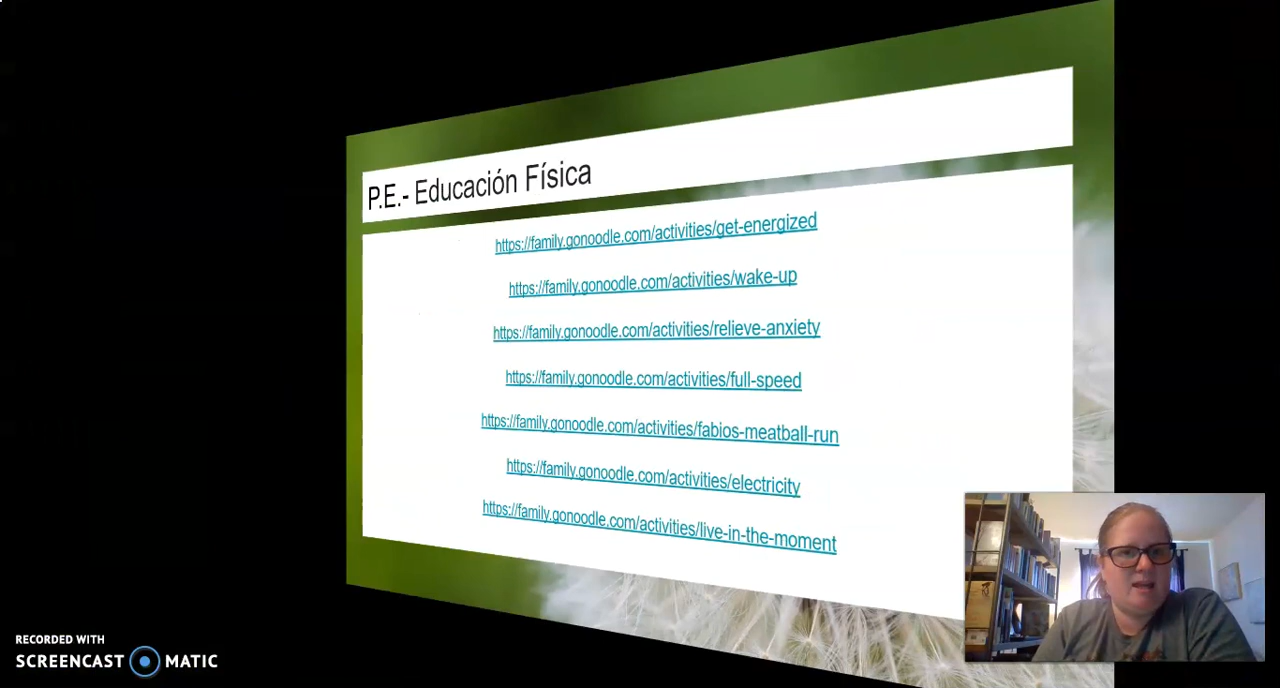 P.E.- Educación Física
https://family.gonoodle.com/activities/get-energized
https://family.gonoodle.com/activities/wake-up
https://family.gonoodle.com/activities/relieve-anxiety
https://family.gonoodle.com/activities/full-speed
https://family.gonoodle.com/activities/fabios-meatball-run
https://family.gonoodle.com/activities/electricity
https://family.gonoodle.com/activities/live-in-the-moment
RECORDED WITH
SCREENCAST MATIC